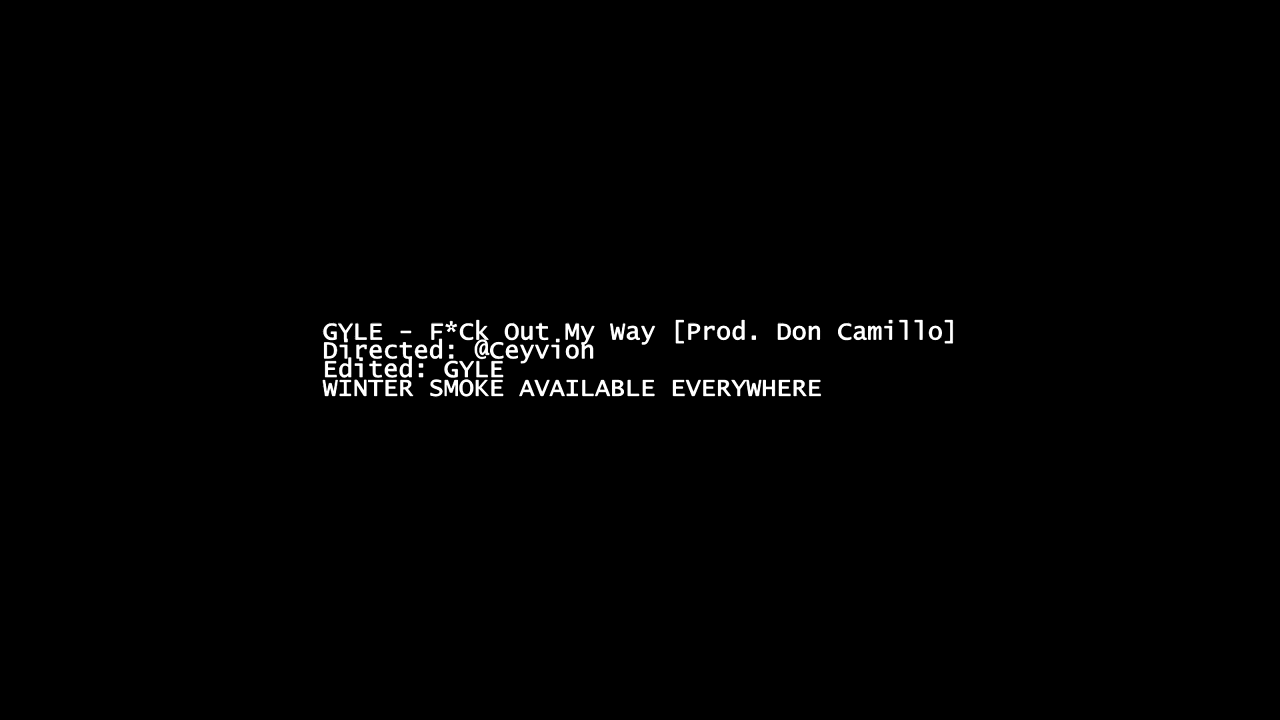 GYLE - F*Ck Out My Way [Prod. Don Camillo]
Directed: @Ceyvion
Edited: GYLE
WINTER SMOKE AVAILABLE EVERYWHERE